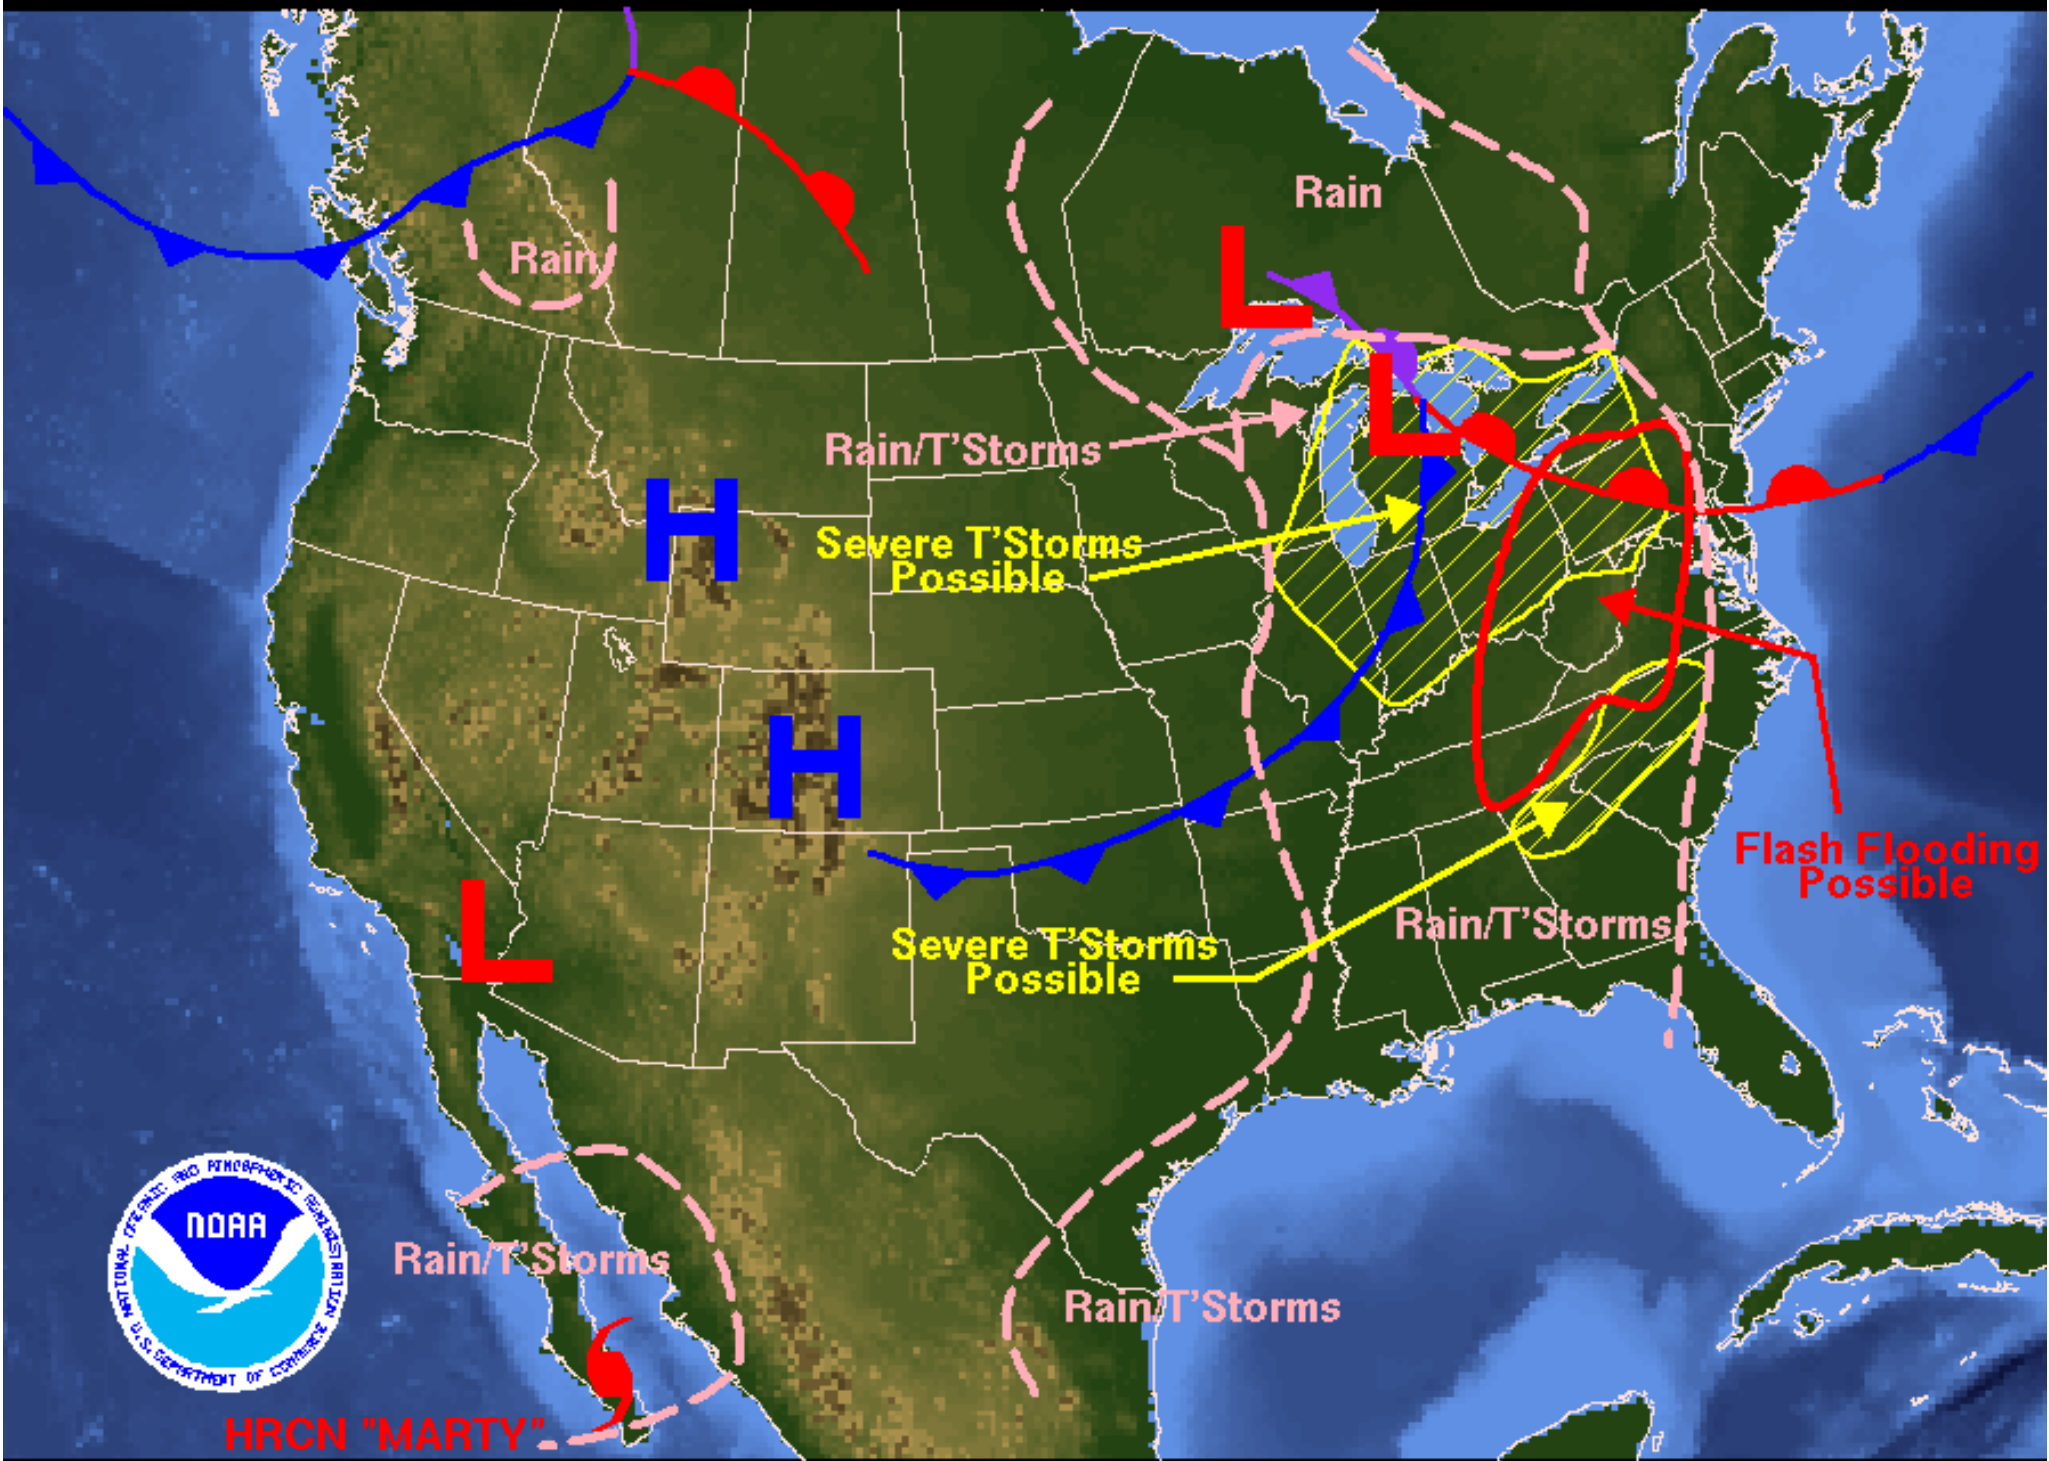 Rain
Rain
L
L
Rain/T'Storms
H
Severe T'Storms
Possible
H
Flash Flooding
Possible
L
Rain/T'Storms
Severe T'Storms
Possible
NATIONAL OCEANIC AND ATMOSPHERIC ADMINISTRATION
NOAA
U.S. DEPARTMENT OF COMMERCE
Rain/T'Storms
Rain/T'Storms
HRCN "MARTY"